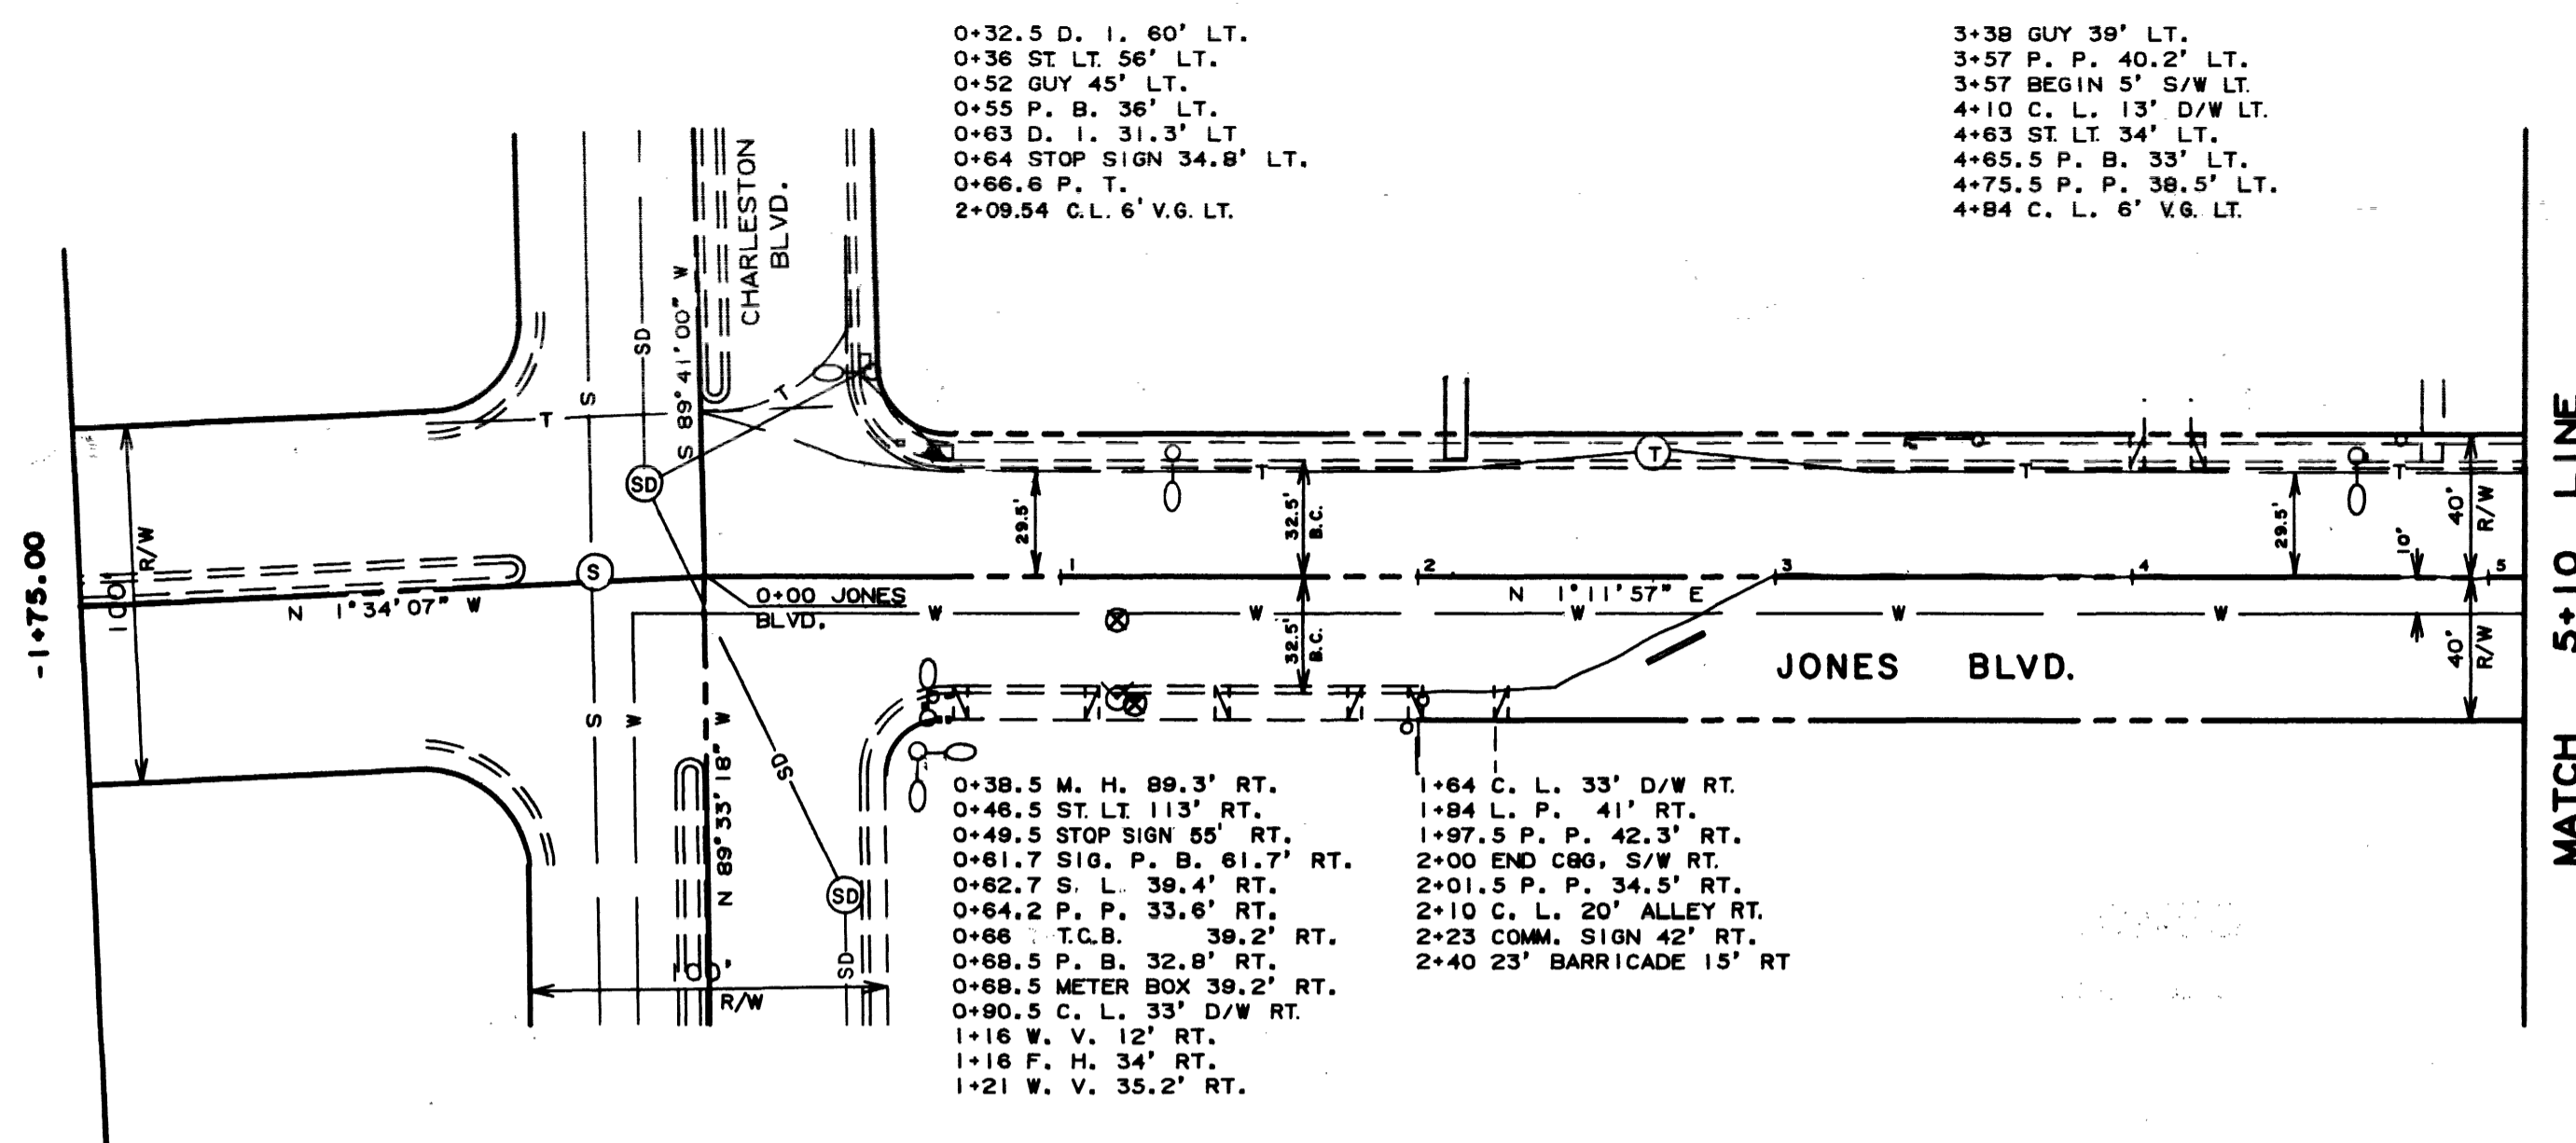 0+32.5 D. I. 60' LT.
0+36 ST. LT. 56' LT.
0+52 GUY 45' LT.
0+55 P. B. 36' LT.
0+63 D. I. 31.3' LT
0+64 STOP SIGN 34.8' LT.
0+66.6 P. T.
2+09.54 C.L. 6' V.G. LT.
3+38 GUY 39' LT.
3+57 P. P. 40.2' LT.
3+57 BEGIN 5' S/W LT.
4+10 C. L. 13' D/W LT.
4+63 ST. LT. 34' LT.
4+65.5 P. B. 33' LT.
4+75.5 P. P. 38.5' LT.
4+84 C. L. 6' V.G. LT.
CHARLESTON
BLVD.
S 89°41'00" W
S
SD
T
T
S
SD
T
T
T
T
-1+75.00
100'
R/W
S
N 1°34'07" W
0+00 JONES
BLVD.
29.5'
32.5'
B.C.
32.5'
B.C.
1
2
3
4
5
N 1°11'57" E
29.5'
10'
40'
R/W
40'
R/W
W
W
W
W
W
JONES BLVD.
MATCH 5+10 LINE
S
W
N 89°33'18" W
SD
SD
SD
R/W
0+38.5 M. H. 89.3' RT.
0+46.5 ST. LT. 113' RT.
0+49.5 STOP SIGN 55' RT.
0+61.7 SIG. P. B. 61.7' RT.
0+62.7 S. L. 39.4' RT.
0+64.2 P. P. 33.6' RT.
0+66 T.C.B. 39.2' RT.
0+68.5 P. B. 32.8' RT.
0+68.5 METER BOX 39.2' RT.
0+90.5 C. L. 33' D/W RT.
1+16 W. V. 12' RT.
1+16 F. H. 34' RT.
1+21 W. V. 35.2' RT.
1+64 C. L. 33' D/W RT.
1+84 L. P. 41' RT.
1+97.5 P. P. 42.3' RT.
2+00 END C&G, S/W RT.
2+01.5 P. P. 34.5' RT.
2+10 C. L. 20' ALLEY RT.
2+23 COMM. SIGN 42' RT.
2+40 23' BARRICADE 15' RT